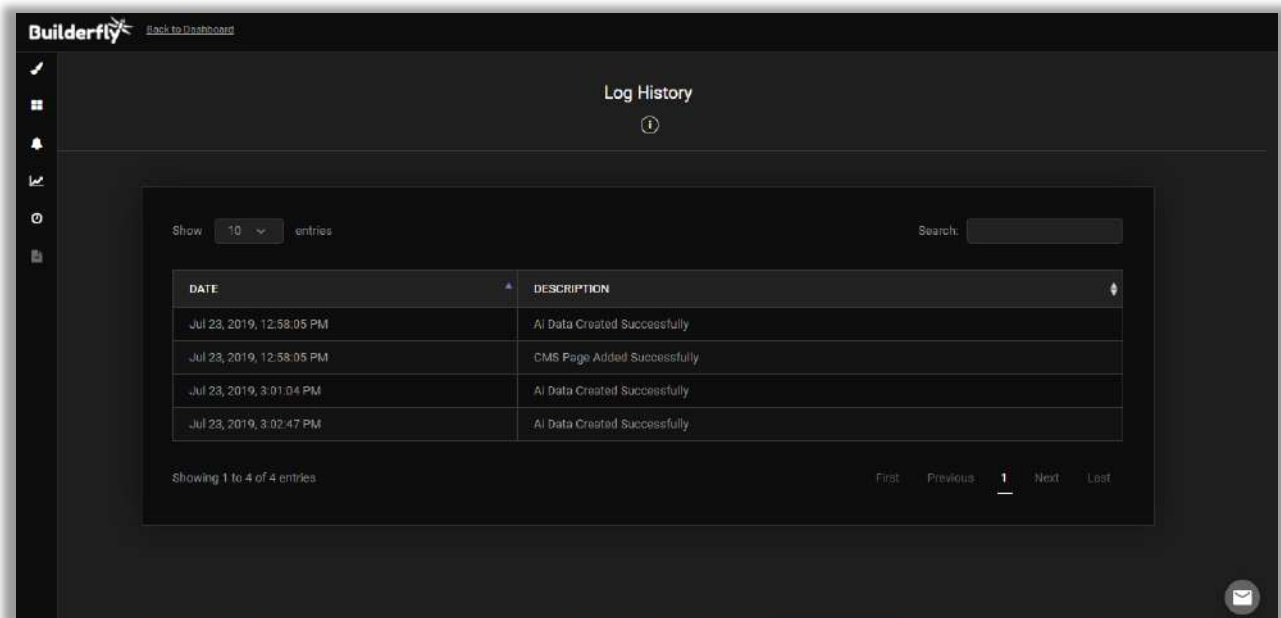 Builderfly Back to Dashboard
Log History
Show 10 entries Search:
DATE DESCRIPTION
Jul 23, 2019, 12:58:05 PM AI Data Created Successfully
Jul 23, 2019, 12:58:05 PM CMS Page Added Successfully
Jul 23, 2019, 3:01:04 PM AI Data Created Successfully
Jul 23, 2019, 3:02:47 PM AI Data Created Successfully
Showing 1 to 4 of 4 entries First Previous 1 Next Last